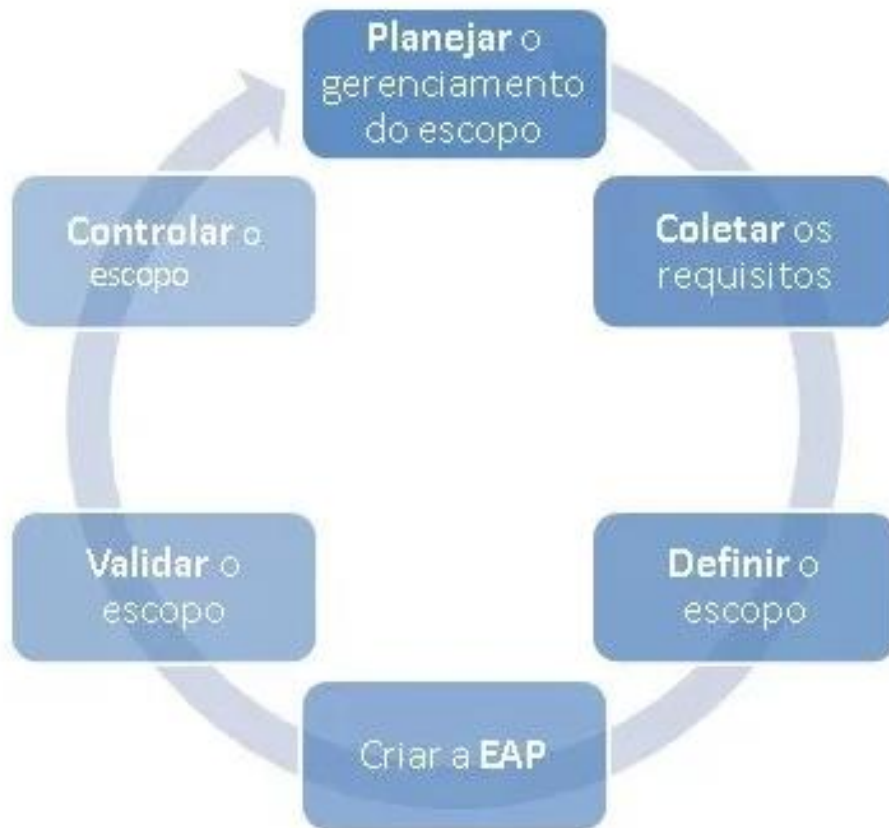 Planejar o
gerenciamento
do escopo
Coletar os
requisitos
Definir o
escopo
Criar a EAP
Validar o
escopo
Controlar o
escopo